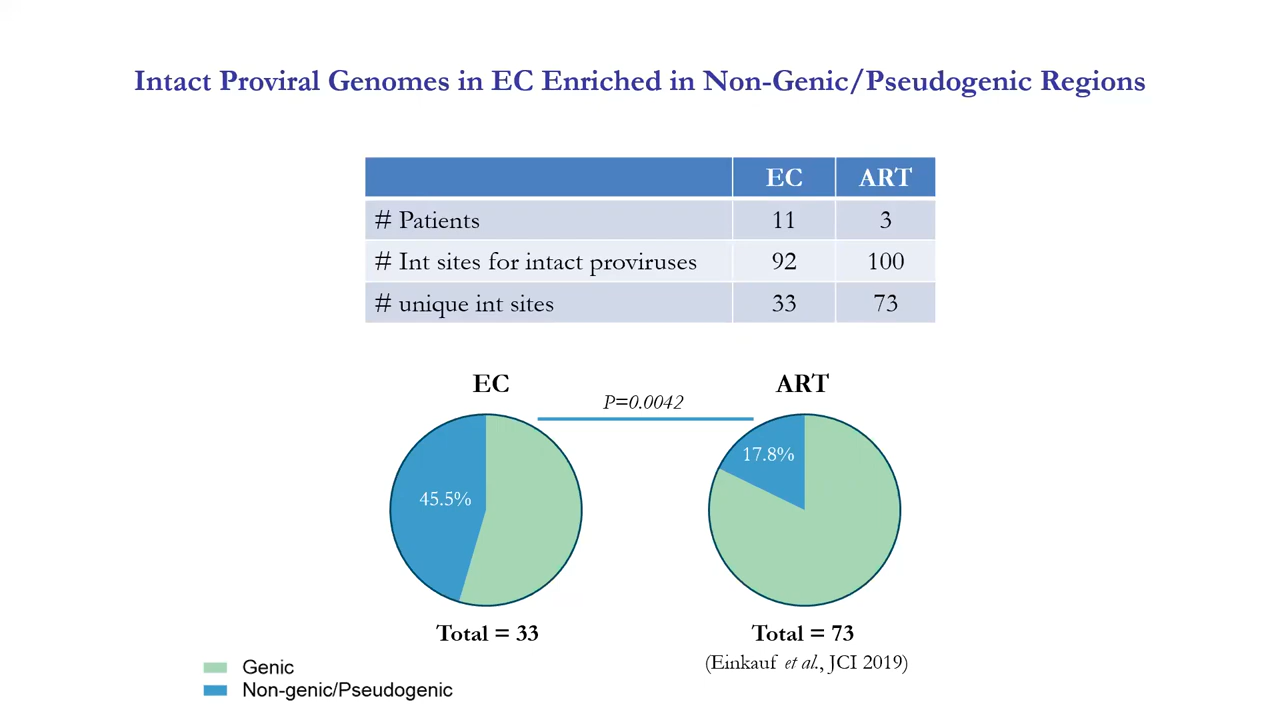 Intact Proviral Genomes in EC Enriched in Non-Genic/Pseudogenic Regions
EC ART
# Patients 11 3
# Int sites for intact proviruses 92 100
# unique int sites 33 73
EC ART
P=0.0042
45.5% 17.8%
Total = 33 Total = 73
(Einkauf et al., JCI 2019)
Genic
Non-genic/Pseudogenic